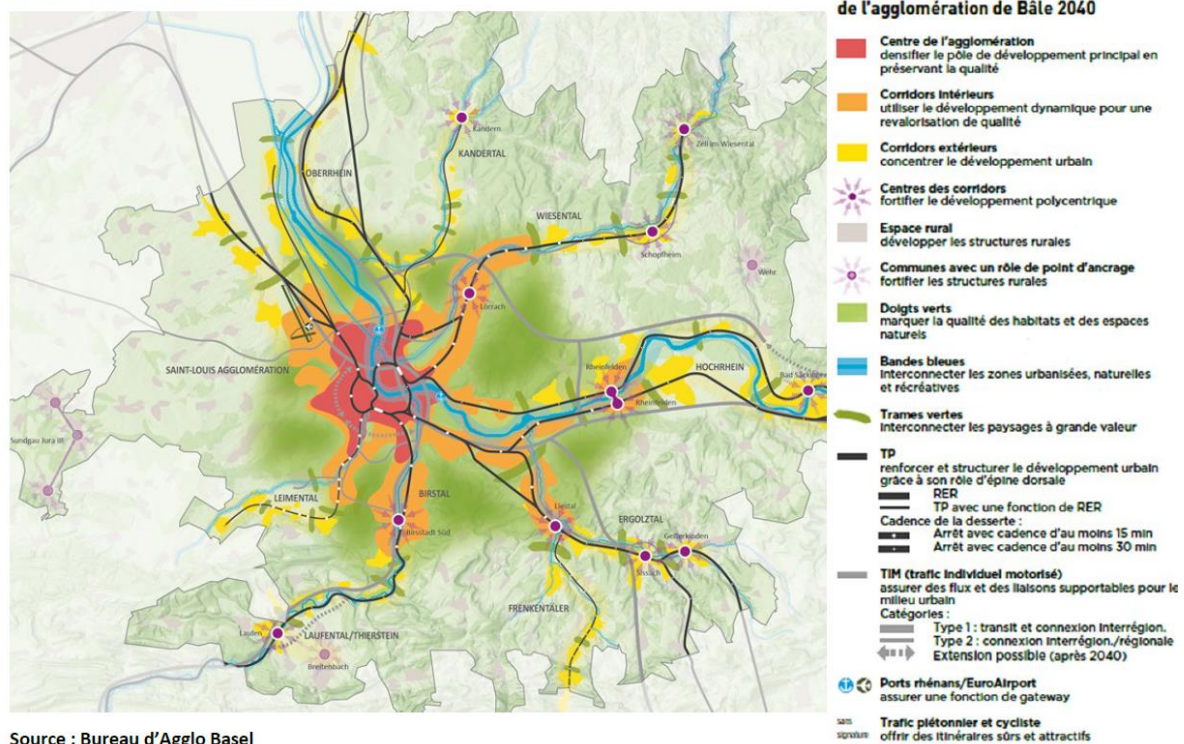 de l'agglomération de Bâle 2040
Centre de l'agglomération
densifier le pôle de développement principal en
préservant la qualité
Corridors intérieurs
utiliser le développement dynamique pour une
revalorisation de qualité
Corridors extérieurs
concentrer le développement urbain
Centres des corridors
fortifier le développement polycentrique
Espace rural
développer les structures rurales
Communes avec un rôle de point d'ancrage
fortifier les structures rurales
Doigts verts
marquer la qualité des habitats et des espaces
naturels
Bandes bleues
Interconnecter les zones urbanisées, naturelles
et récréatives
Trames vertes
Interconnecter les paysages à grande valeur
TP
renforcer et structurer le développement urbain
grâce à son rôle d'épine dorsale
RER
TP avec une fonction de RER
Cadence de la desserte :
Arrêt avec cadence d'au moins 15 min
Arrêt avec cadence d'au moins 30 min
TIM (trafic individuel motorisé)
assurer des flux et des liaisons supportables pour le
milieu urbain
Catégories :
Type 1 : transit et connexion interrégion.
Type 2 : connexion interrégion./régionale
Extension possible (après 2040)
Ports rhénans/EuroAirport
assurer une fonction de gateway
sans
signature
Trafic piétonnier et cycliste
offrir des itinéraires sûrs et attractifs
Kandern
KANDERTAL
Zell im Wiesental
OBERRHEIN
WIESENTAL
Schopfheim
Wehr
Lörrach
SAINT-LOUIS AGGLOMÉRATION
Rheinfelden
HOCHRHEIN
Bad Säckingen
Rheinfelden
Sundgau Jura III
LEIMENTAL
BIRSTAL
Birsstadt Süd
Liestal
ERGOLZTAL
Gelterkinden
Sissach
FRENKENTÄLER
Laufen
LAUFENTAL/THIERSTEIN
Breitenbach
Source : Bureau d'Agglo Basel